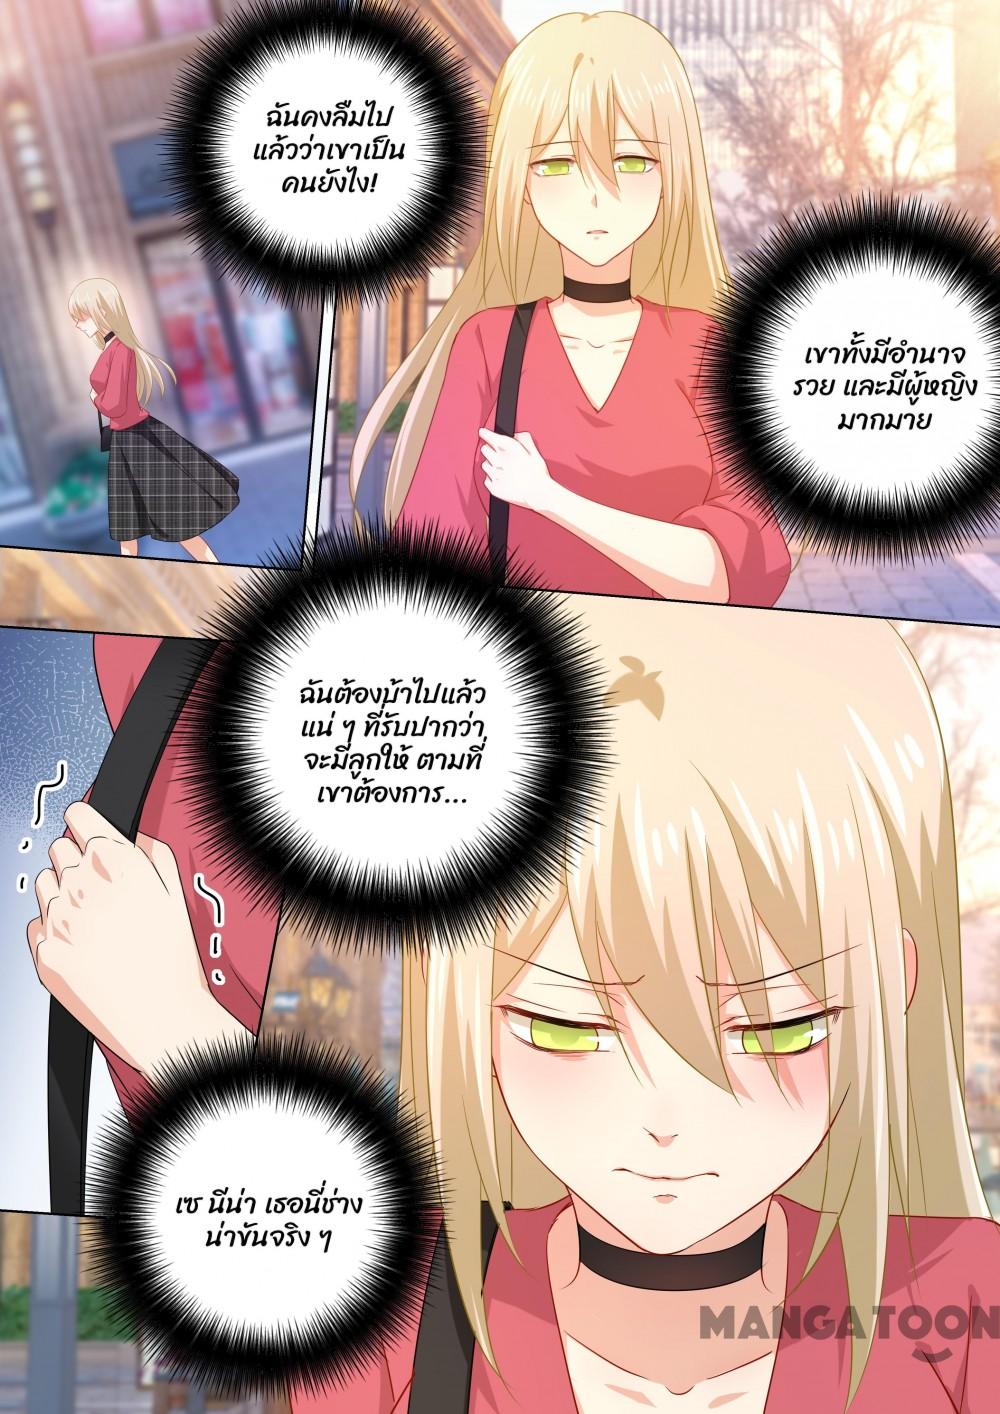 ฉันคงลืมไป
แล้วว่าเขาเป็น
คนยังไง!
เขาทั้งมีอำนาจ
รวย และมีผู้หญิง
มากมาย
ฉันต้องบ้าไปแล้ว
แน่ ๆ ที่รับปากว่า
จะมีลูกให้ ตามที่
เขาต้องการ...
เซ นีน่า เธอนี่ช่าง
น่าขันจริง ๆ
MANGATOON